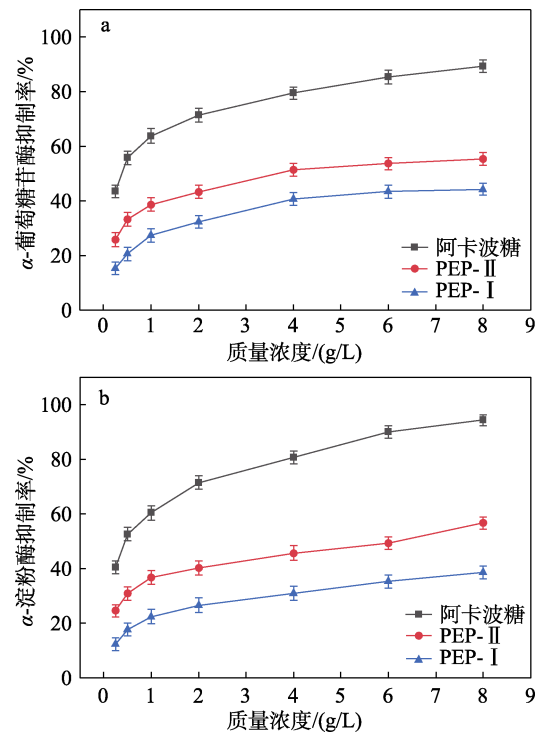 a
100
80
60
40
20
0
α-葡萄糖苷酶抑制率/%
阿卡波糖
PEP-Ⅱ
PEP-Ⅰ
0 1 2 3 4 5 6 7 8 9
质量浓度/(g/L)
b
100
80
60
40
20
0
α-淀粉酶抑制率/%
阿卡波糖
PEP-Ⅱ
PEP-Ⅰ
0 1 2 3 4 5 6 7 8 9
质量浓度/(g/L)